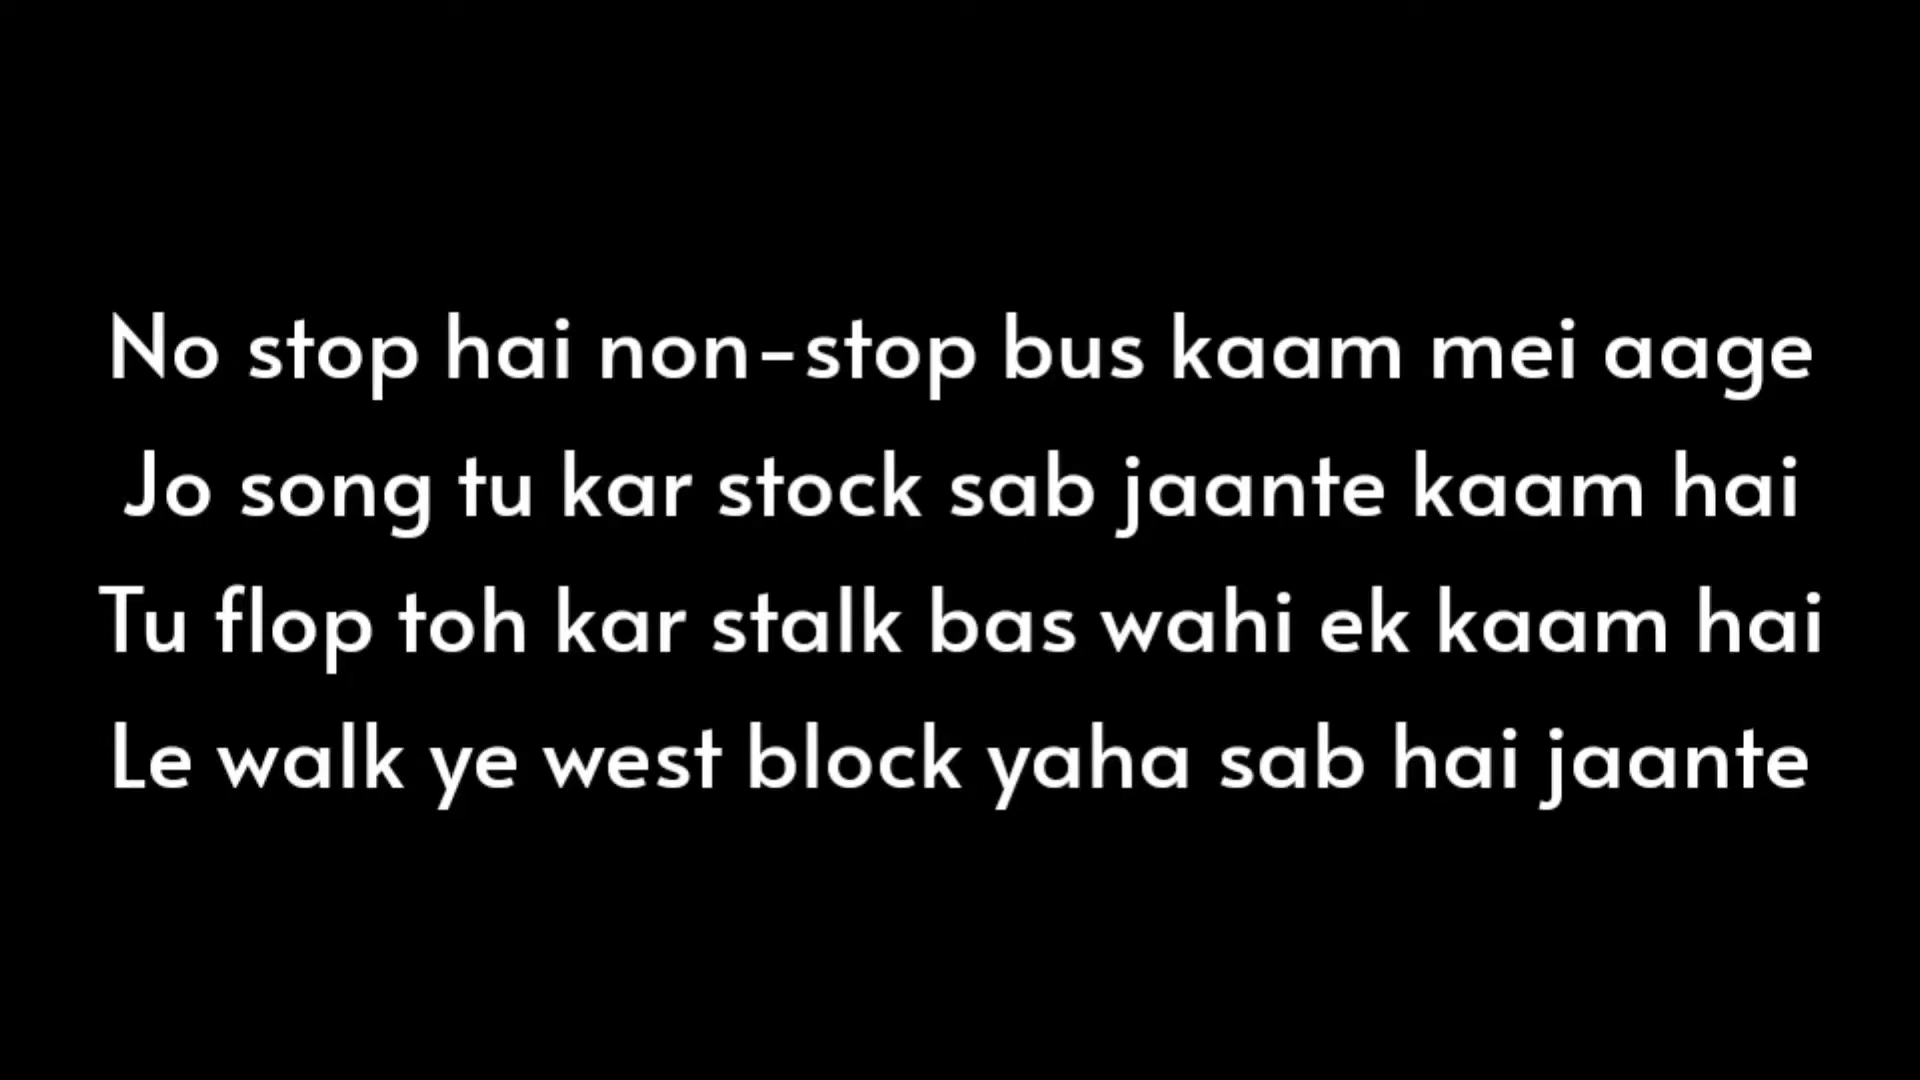 No stop hai non-stop bus kaam mei aage
Jo song tu kar stock sab jaante kaam hai
Tu flop toh kar stalk bas wahi ek kaam hai
Le walk ye west block yaha sab hai jaante